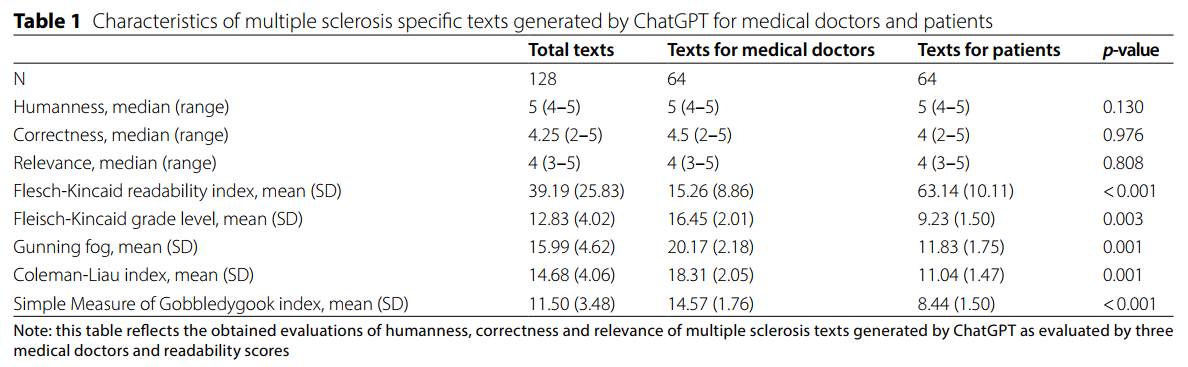 Table 1 Characteristics of multiple sclerosis specific texts generated by ChatGPT for medical doctors and patients
Total texts Texts for medical doctors Texts for patients p-value
N 128 64 64
Humanness, median (range) 5 (4–5) 5 (4–5) 5 (4–5) 0.130
Correctness, median (range) 4.25 (2–5) 4.5 (2–5) 4 (2–5) 0.976
Relevance, median (range) 4 (3–5) 4 (3–5) 4 (3–5) 0.808
Flesch-Kincaid readability index, mean (SD) 39.19 (25.83) 15.26 (8.86) 63.14 (10.11) <0.001
Fleisch-Kincaid grade level, mean (SD) 12.83 (4.02) 16.45 (2.01) 9.23 (1.50) 0.003
Gunning fog, mean (SD) 15.99 (4.62) 20.17 (2.18) 11.83 (1.75) 0.001
Coleman-Liau index, mean (SD) 14.68 (4.06) 18.31 (2.05) 11.04 (1.47) 0.001
Simple Measure of Gobbledygook index, mean (SD) 11.50 (3.48) 14.57 (1.76) 8.44 (1.50) <0.001
Note: this table reflects the obtained evaluations of humanness, correctness and relevance of multiple sclerosis texts generated by ChatGPT as evaluated by three
medical doctors and readability scores